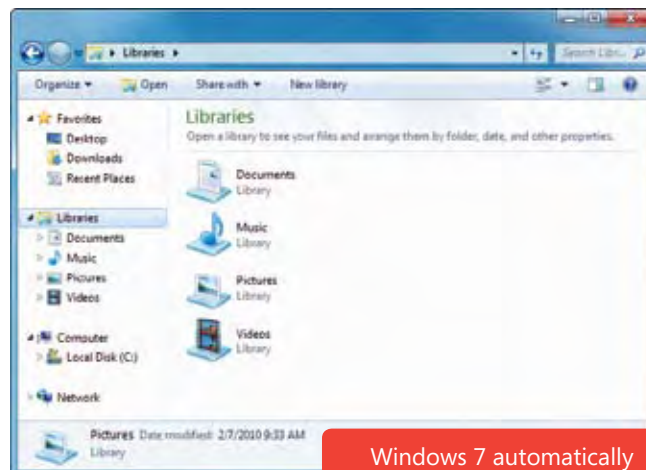 Libraries
Search Libr...
Organize
Open
Share with
New library
Favorites
Desktop
Downloads
Recent Places
Libraries
Documents
Music
Pictures
Videos
Computer
Local Disk (C:)
Network
Libraries
Open a library to see your files and arrange them by folder, date, and other properties.
Documents
Library
Music
Library
Pictures
Library
Videos
Library
Pictures Date modified: 2/7/2010 9:33 AM
Library
Windows 7 automatically